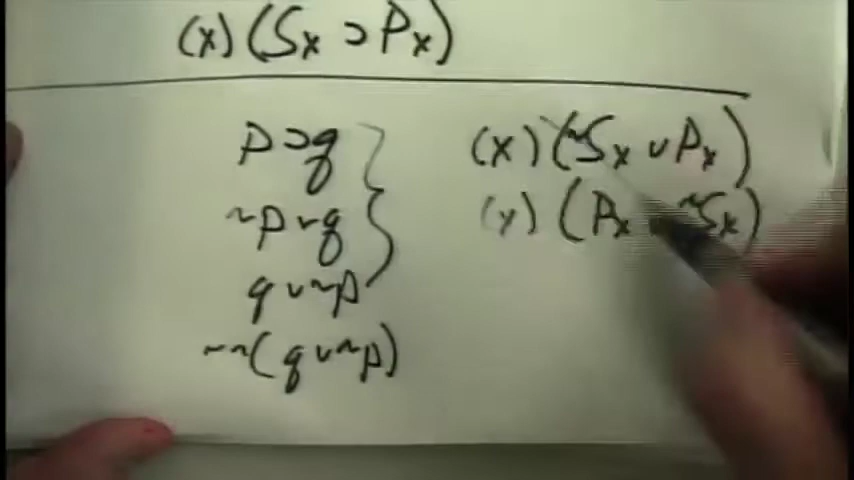 (x) (Sx ⊃ Px)
p ⊃ q
~p ∨ q
q ∨ ~p
~~(q ∨ ~p)
(x) (~Sx ∨ Px)
(x) (Px ∨ ~Sx)